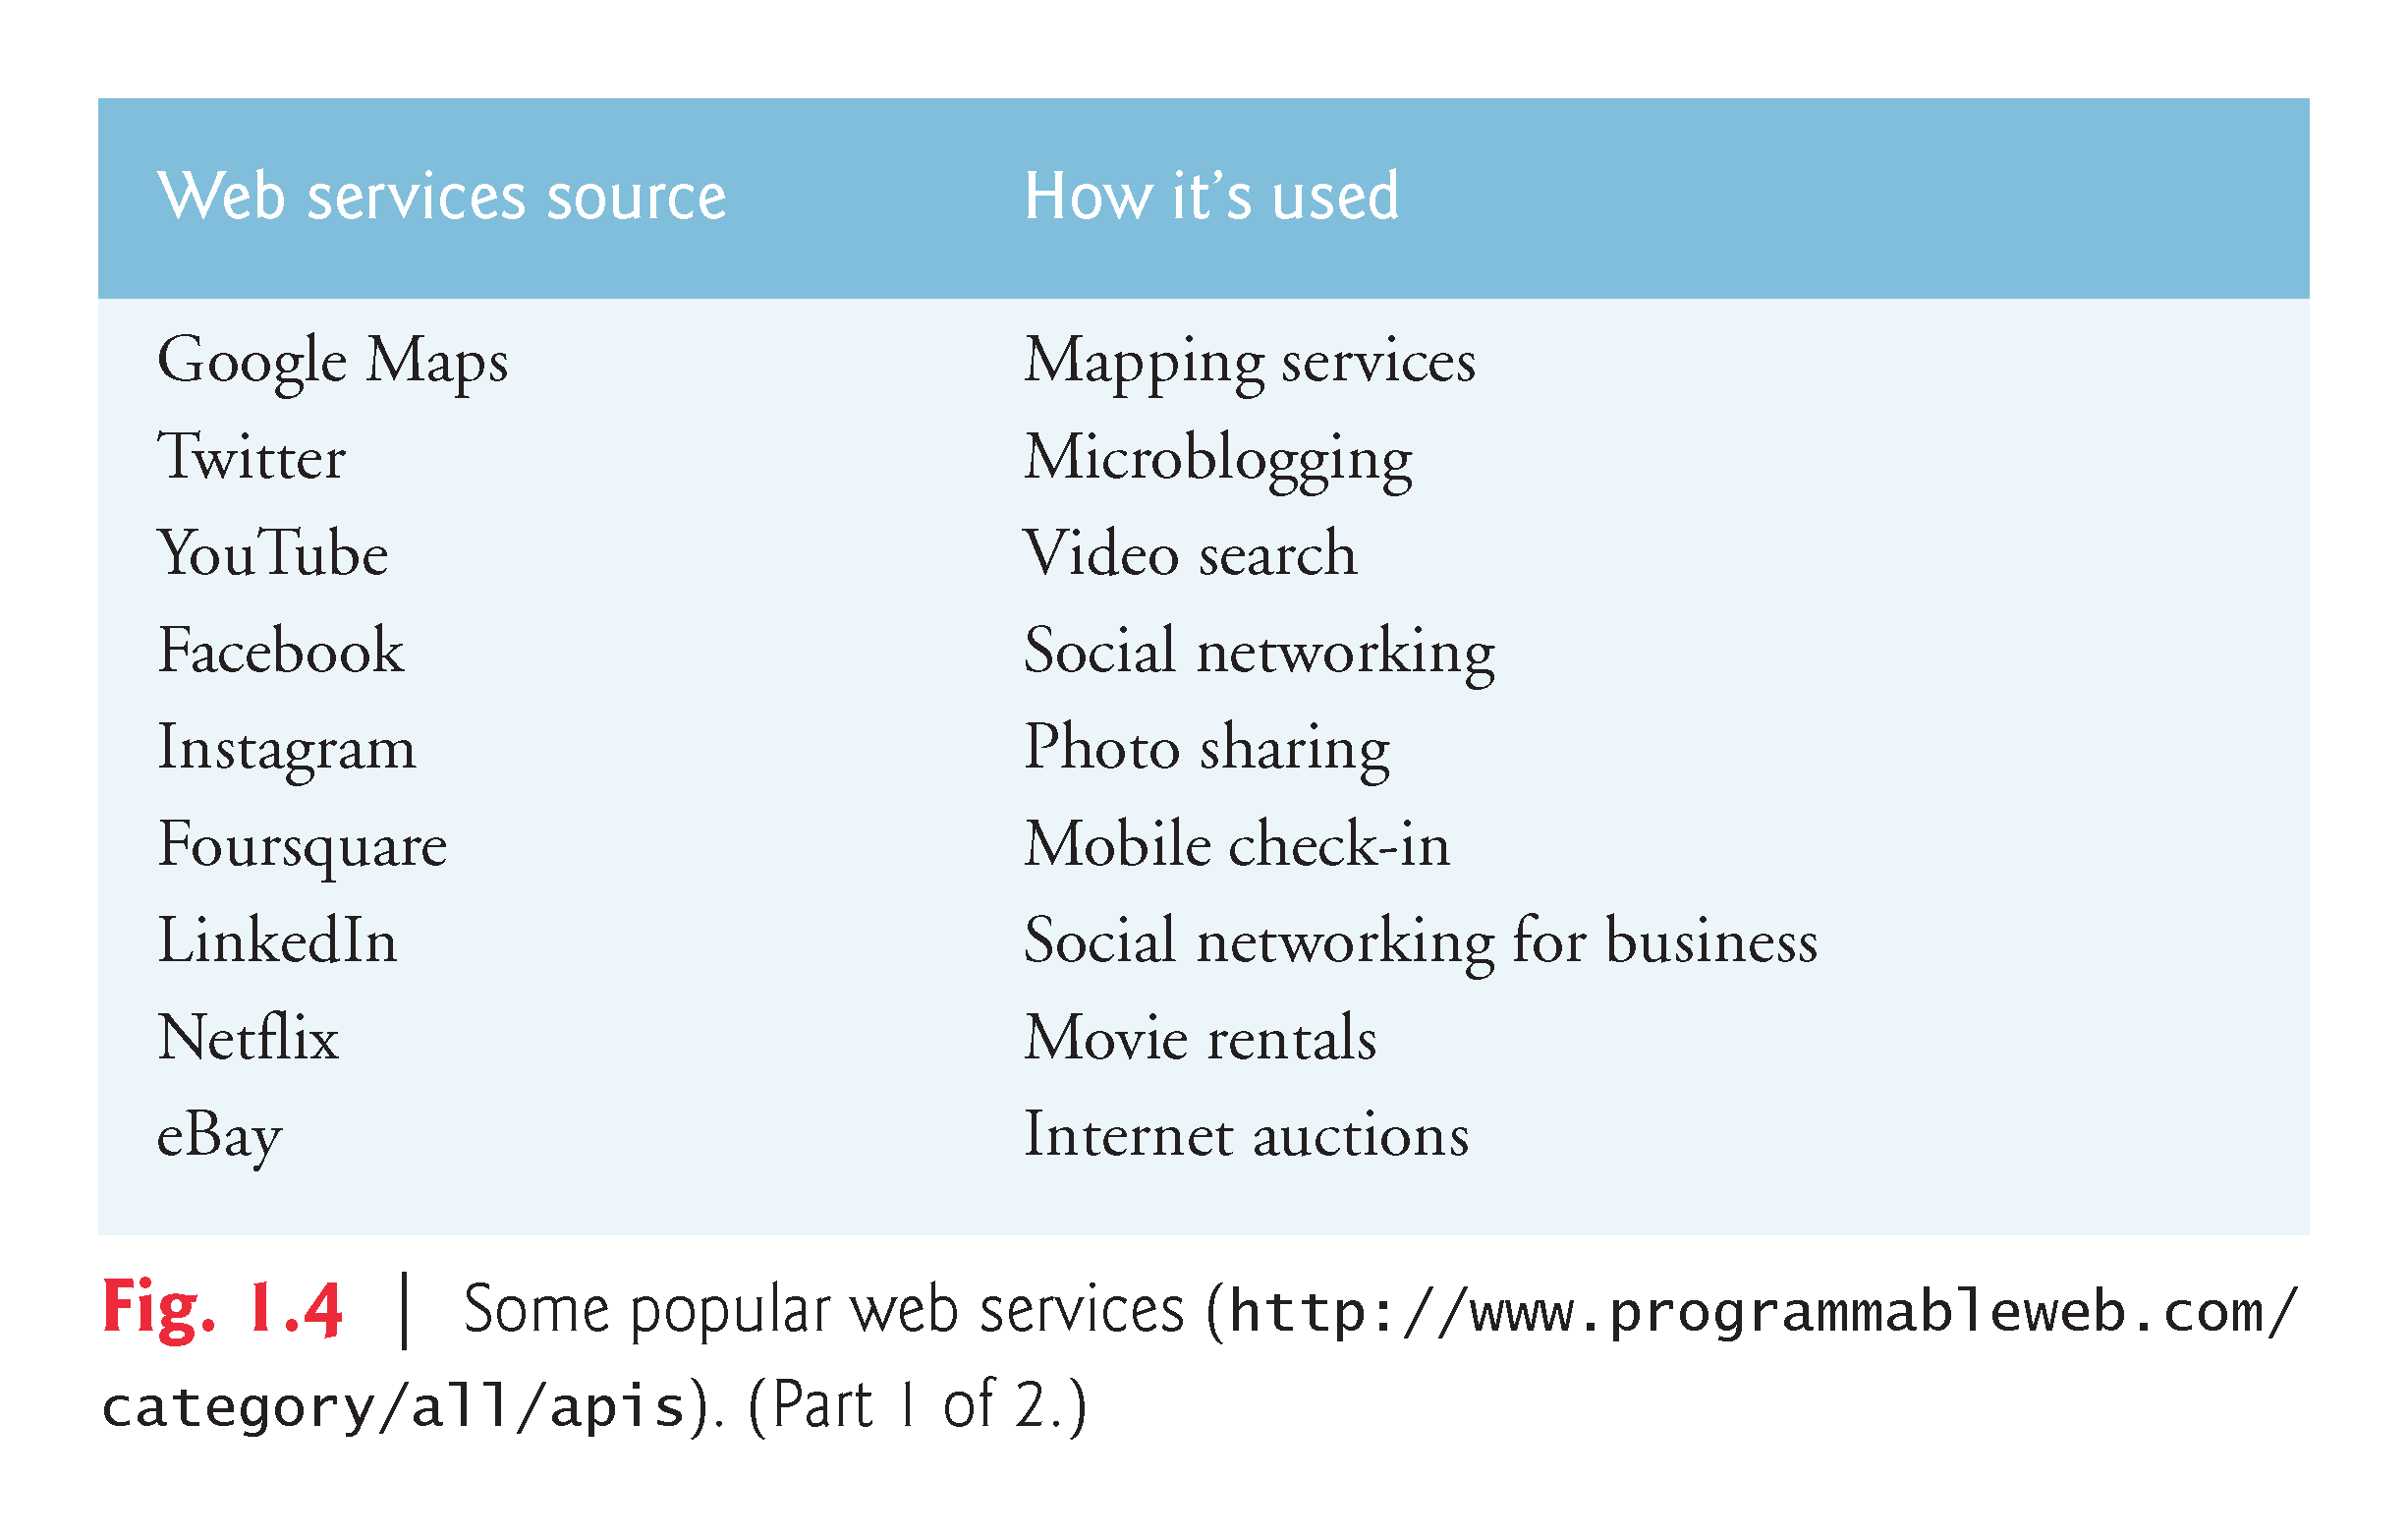 Web services source How it’s used
Google Maps Mapping services
Twitter Microblogging
YouTube Video search
Facebook Social networking
Instagram Photo sharing
Foursquare Mobile check-in
LinkedIn Social networking for business
Netflix Movie rentals
eBay Internet auctions
Fig. 1.4 | Some popular web services (http://www.programmableweb.com/
category/all/apis). (Part 1 of 2.)